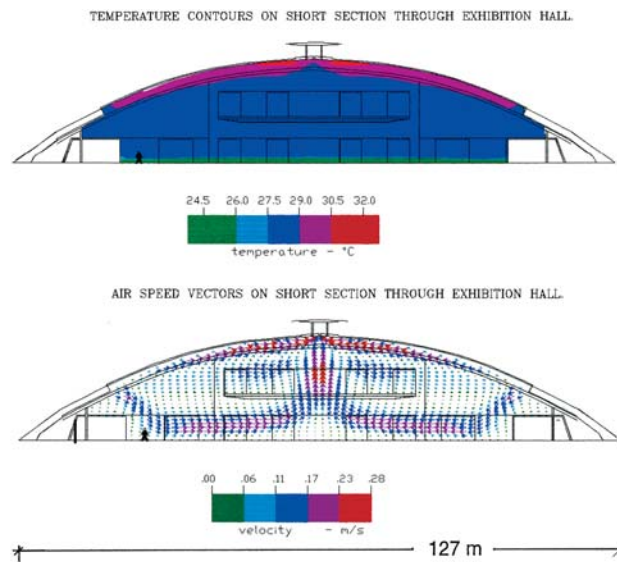 TEMPERATURE CONTOURS ON SHORT SECTION THROUGH EXHIBITION HALL.
24.5 26.0 27.5 29.0 30.5 32.0
temperature - °C
AIR SPEED VECTORS ON SHORT SECTION THROUGH EXHIBITION HALL.
.00 .06 .11 .17 .23 .28
velocity - m/s
127 m